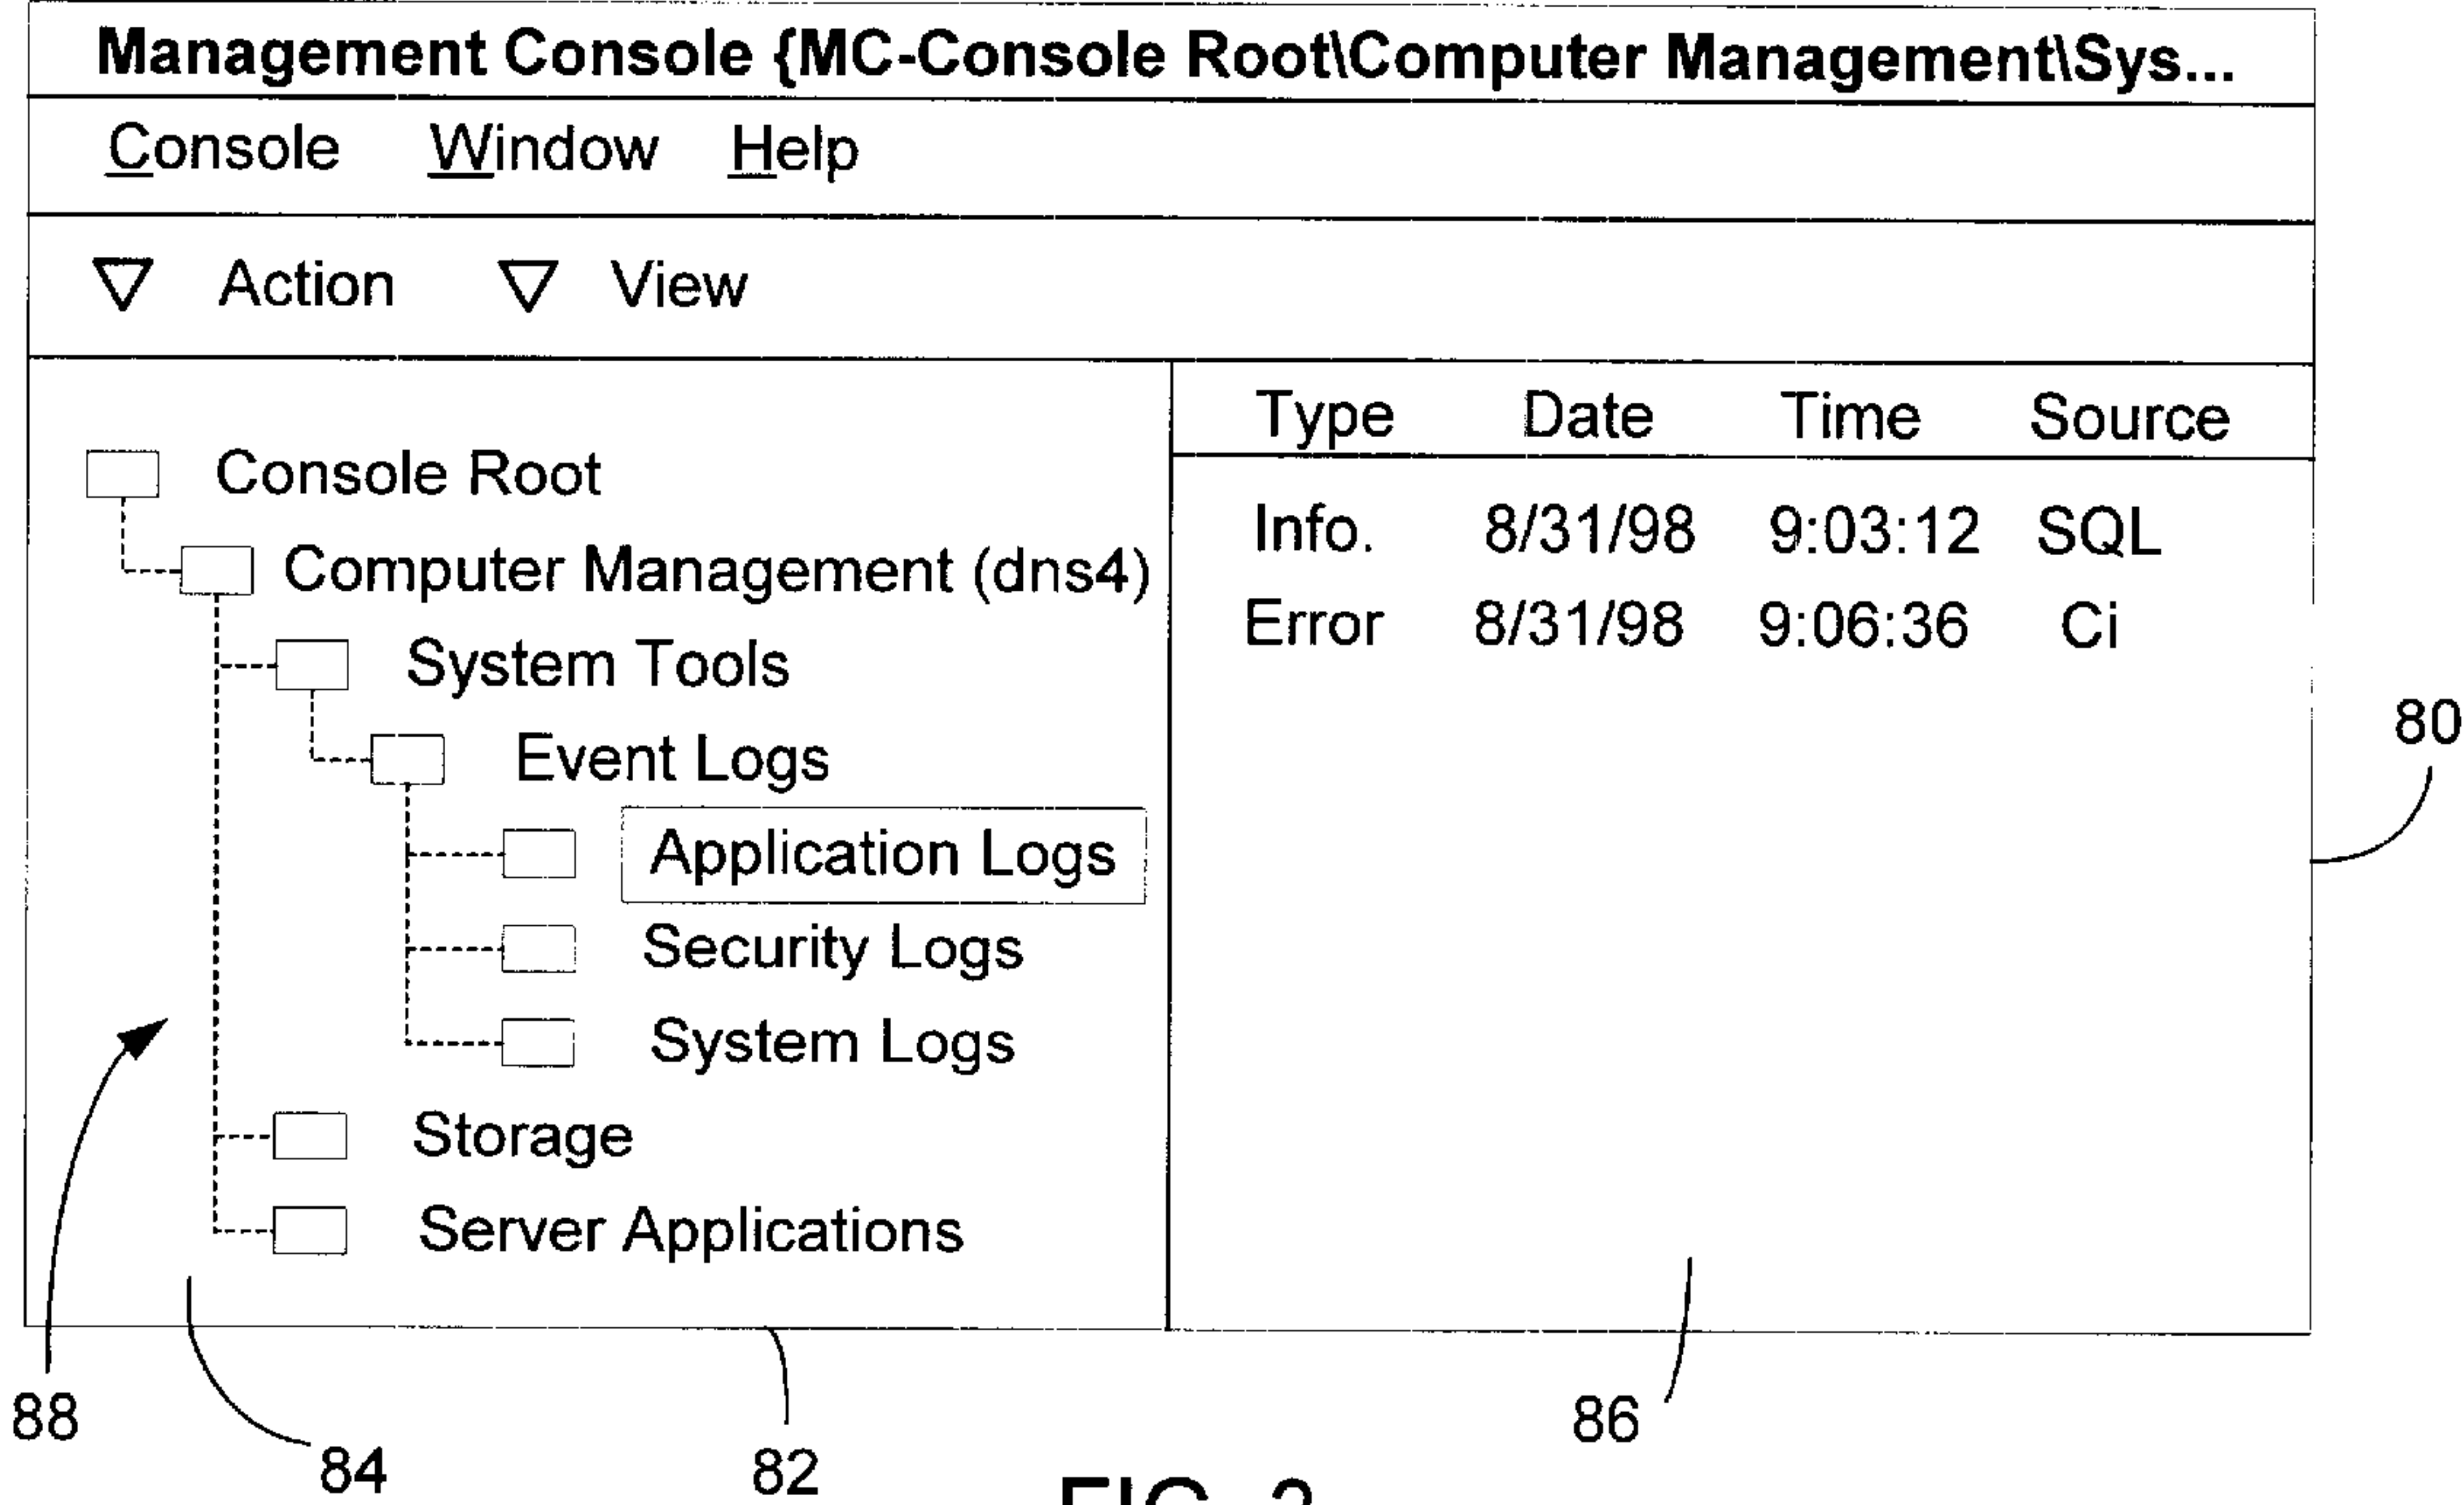 Management Console {MC-Console Root\Computer Management\Sys...
Console Window Help
Action View
Type Date Time Source
Console Root
Info. 8/31/98 9:03:12 SQL
Computer Management (dns4)
Error 8/31/98 9:06:36 Ci
System Tools
80
Event Logs
Application Logs
Security Logs
System Logs
Storage
Server Applications
88
84
82
86
FIG. 2